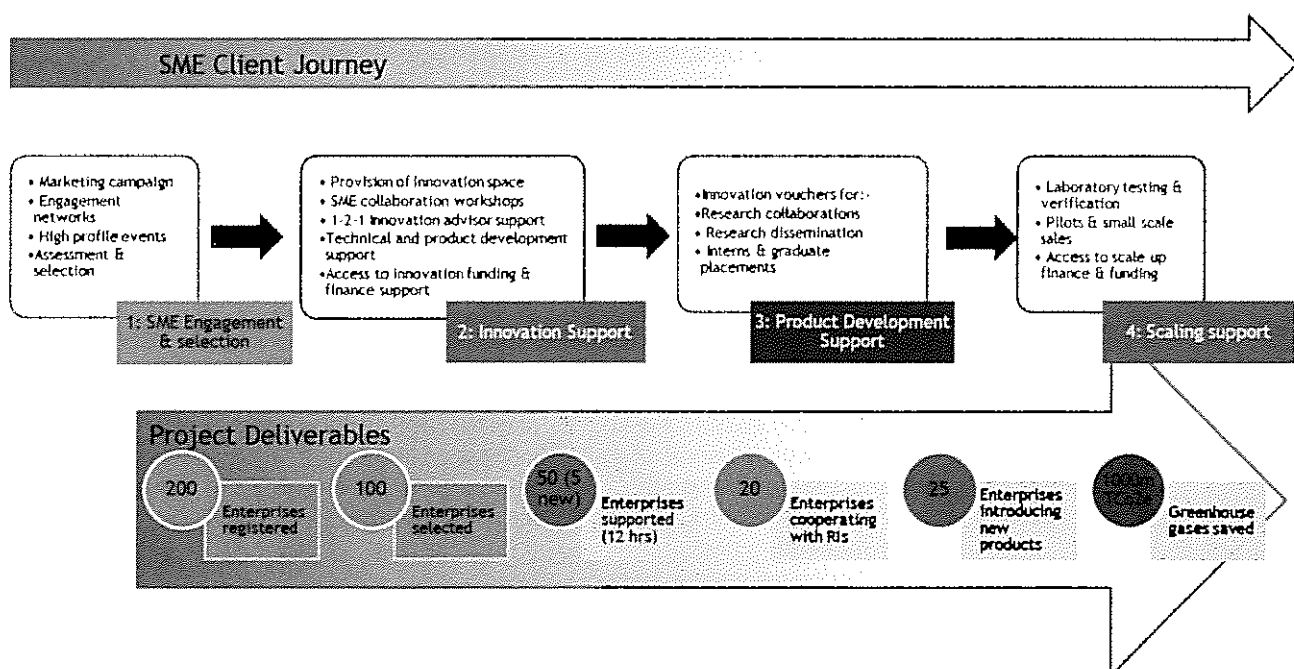 SME Client Journey
• Marketing campaign
• Engagement
networks
• High profile events
•Assessment &
selection
1: SME Engagement
& selection
• Provision of innovation space
• SME collaboration workshops
• 1-2-1 innovation advisor support
•Technical and product development
support
•Access to innovation funding &
finance support
2: Innovation Support
•Innovation vouchers for:-
•Research collaborations
• Research dissemination
• Interns & graduate
placements
3: Product Development
Support
• Laboratory testing &
verification
• Pilots & small scale
sales
• Access to scale up
finance & funding
4: Scaling support
Project Deliverables
200
Enterprises
registered
100
Enterprises
selected
50 (5
new)
Enterprises
supported
(12 hrs)
20
Enterprises
cooperating
with RIs
25
Enterprises
introducing
new
products
1000m
Greenhouse
gases saved